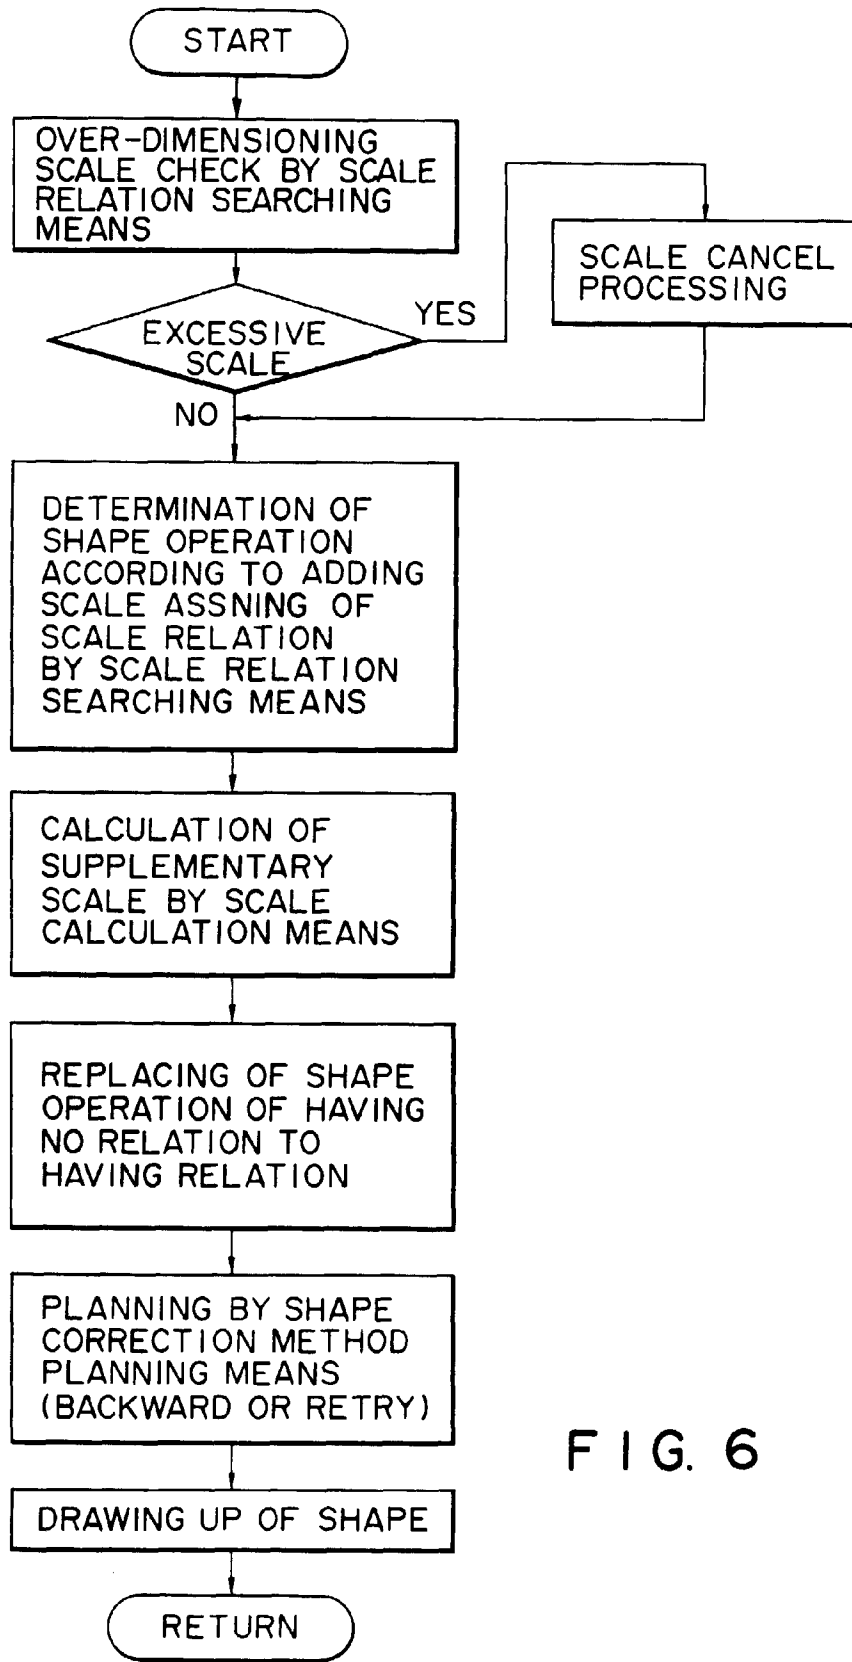 START
OVER-DIMENSIONING
SCALE CHECK BY SCALE
RELATION SEARCHING
MEANS
YES
SCALE CANCEL
PROCESSING
EXCESSIVE
SCALE
NO
DETERMINATION OF
SHAPE OPERATION
ACCORDING TO ADDING
SCALE ASSNING OF
SCALE RELATION
BY SCALE RELATION
SEARCHING MEANS
CALCULATION OF
SUPPLEMENTARY
SCALE BY SCALE
CALCULATION MEANS
REPLACING OF SHAPE
OPERATION OF HAVING
NO RELATION TO
HAVING RELATION
PLANNING BY SHAPE
CORRECTION METHOD
PLANNING MEANS
(BACKWARD OR RETRY)
DRAWING UP OF SHAPE
RETURN
FIG. 6